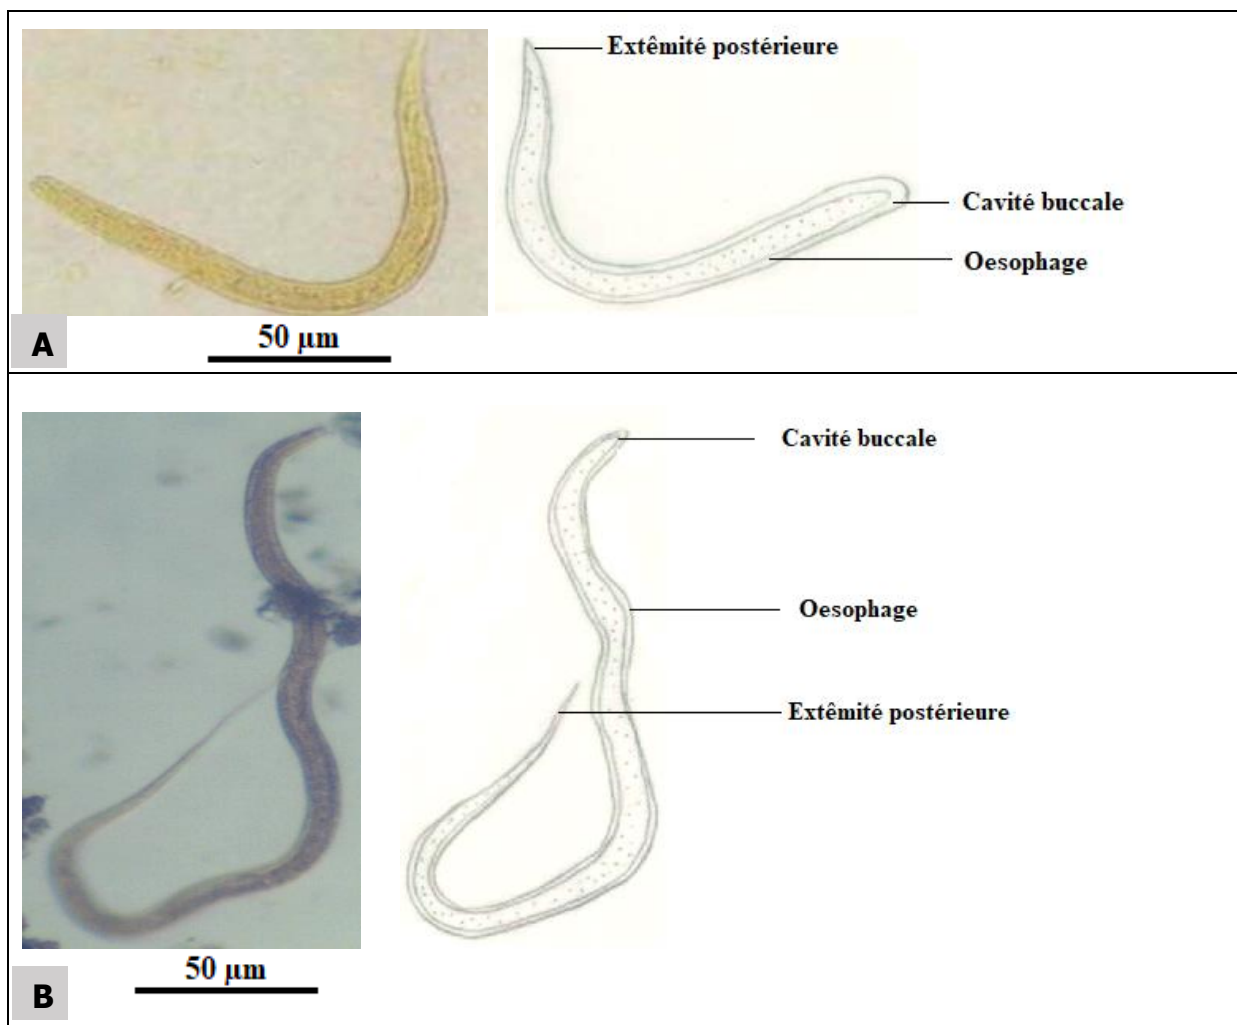 Extêmité postérieure
Cavité buccale
Oesophage
50 µm
A
Cavité buccale
Oesophage
Extêmité postérieure
50 µm
B